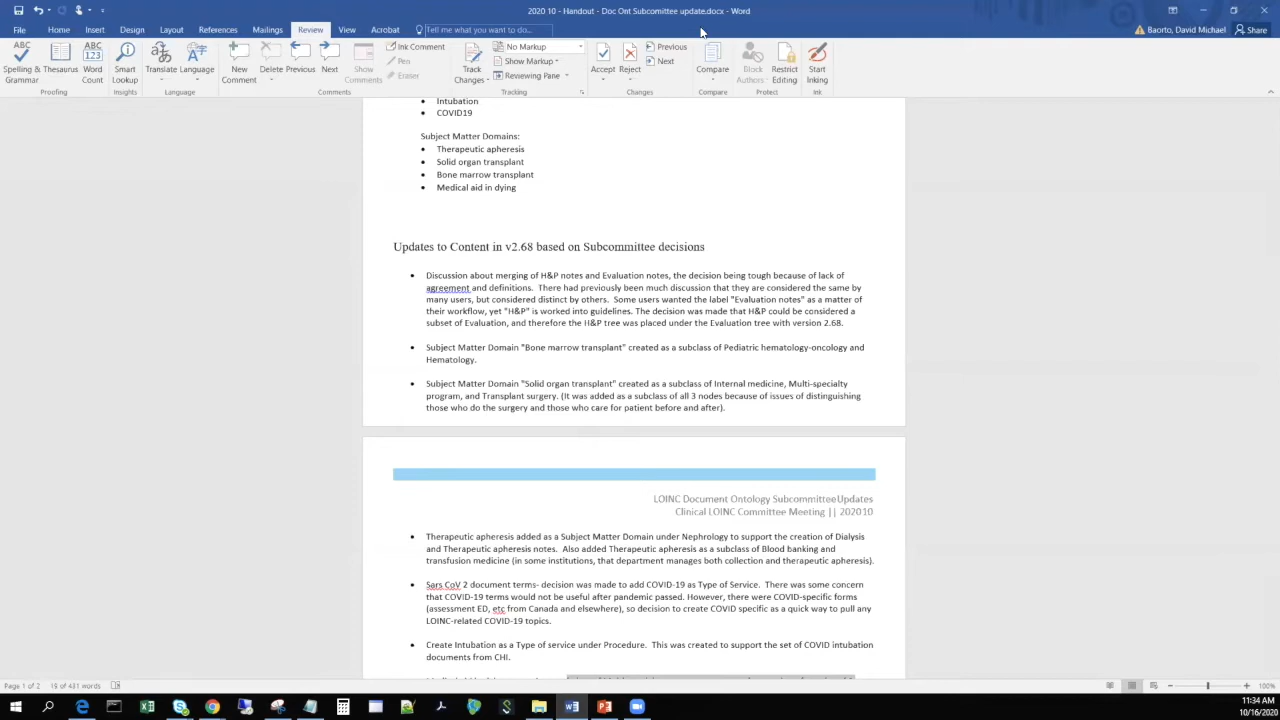 2020 10 - Handout - Doc Ont Subcomittee update.docx - Word
File Home Insert Design Layout References Mailings Review View Acrobat Tell me what you want to do... Baorto, David Michael Share
ABC Spelling & Grammar
Thesaurus
ABC 123 Word Count
Smart Lookup
Translate
Language
New Comment
Delete
Previous
Next
Show Comments
Ink Comment
Pen
Eraser
Track Changes
No Markup
Show Markup
Reviewing Pane
Accept
Reject
Previous
Next
Compare
Block Authors
Restrict Editing
Start Inking
Proofing Insights Language Comments Tracking Changes Compare Protect Ink
• Intubation
• COVID19
Subject Matter Domains:
• Therapeutic apheresis
• Solid organ transplant
• Bone marrow transplant
• Medical aid in dying
Updates to Content in v2.68 based on Subcommittee decisions
• Discussion about merging of H&P notes and Evaluation notes, the decision being tough because of lack of
agreement and definitions. There had previously been much discussion that they are considered the same by
many users, but considered distinct by others. Some users wanted the label "Evaluation notes" as a matter of
their workflow, yet "H&P" is worked into guidelines. The decision was made that H&P could be considered a
subset of Evaluation, and therefore the H&P tree was placed under the Evaluation tree with version 2.68.
• Subject Matter Domain "Bone marrow transplant" created as a subclass of Pediatric hematology-oncology and
Hematology.
• Subject Matter Domain "Solid organ transplant" created as a subclass of Internal medicine, Multi-specialty
program, and Transplant surgery. (It was added as a subclass of all 3 nodes because of issues of distinguishing
those who do the surgery and those who care for patient before and after).
LOINC Document Ontology SubcommitteeUpdates
Clinical LOINC Committee Meeting || 202010
• Therapeutic apheresis added as a Subject Matter Domain under Nephrology to support the creation of Dialysis
and Therapeutic apheresis notes. Also added Therapeutic apheresis as a subclass of Blood banking and
transfusion medicine (in some institutions, that department manages both collection and therapeutic apheresis).
• Sars CoV 2 document terms- decision was made to add COVID-19 as Type of Service. There was some concern
that COVID-19 terms would not be useful after pandemic passed. However, there were COVID-specific forms
(assessment ED, etc from Canada and elsewhere), so decision to create COVID specific as a quick way to pull any
LOINC-related COVID-19 topics.
• Create Intubation as a Type of service under Procedure. This was created to support the set of COVID intubation
documents from CHI.
Page 1 of 2 19 of 431 words 100%
11:34 AM
10/16/2020